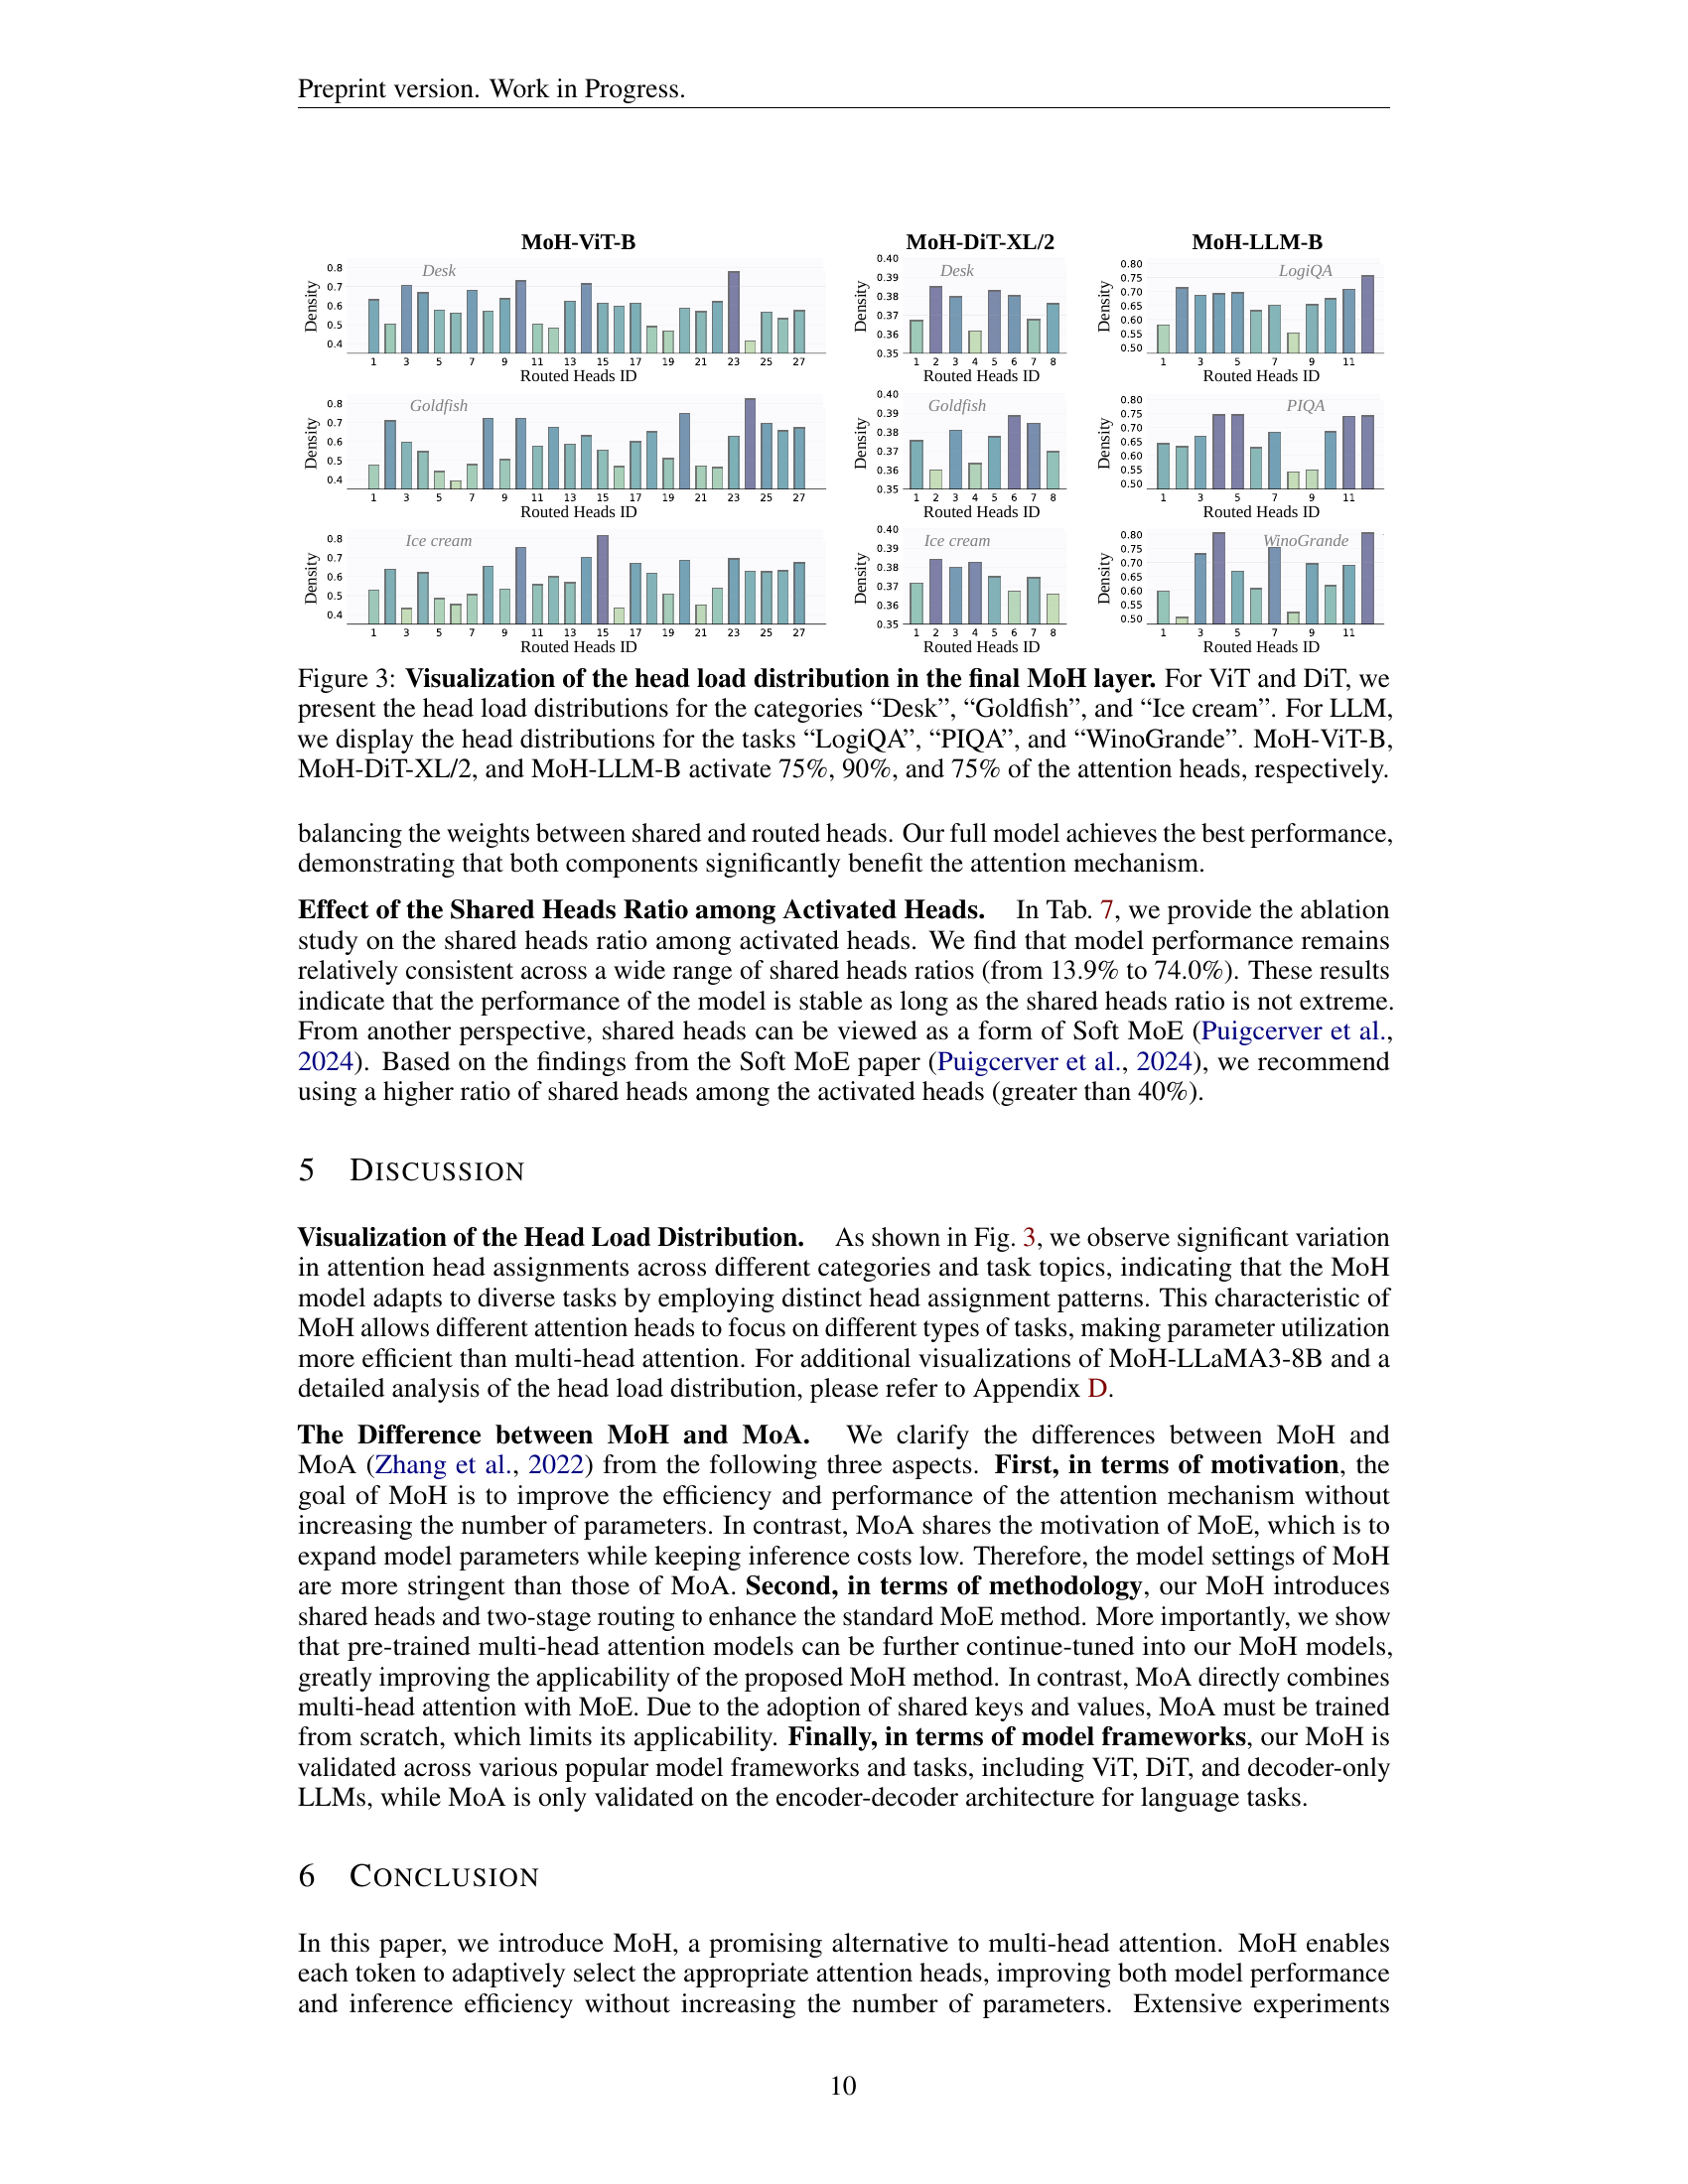 Preprint version. Work in Progress.
MoH-ViT-B
MoH-DiT-XL/2
MoH-LLM-B
Desk
Density
0.8
0.7
0.6
0.5
0.4
1 3 5 7 9 11 13 15 17 19 21 23 25 27
Routed Heads ID
Desk
Density
0.40
0.39
0.38
0.37
0.36
0.35
1 2 3 4 5 6 7 8
Routed Heads ID
LogiQA
Density
0.80
0.75
0.70
0.65
0.60
0.55
0.50
1 3 5 7 9 11
Routed Heads ID
Goldfish
Density
0.8
0.7
0.6
0.5
0.4
1 3 5 7 9 11 13 15 17 19 21 23 25 27
Routed Heads ID
Goldfish
Density
0.40
0.39
0.38
0.37
0.36
0.35
1 2 3 4 5 6 7 8
Routed Heads ID
PIQA
Density
0.80
0.75
0.70
0.65
0.60
0.55
0.50
1 3 5 7 9 11
Routed Heads ID
Ice cream
Density
0.8
0.7
0.6
0.5
0.4
1 3 5 7 9 11 13 15 17 19 21 23 25 27
Routed Heads ID
Ice cream
Density
0.40
0.39
0.38
0.37
0.36
0.35
1 2 3 4 5 6 7 8
Routed Heads ID
WinoGrande
Density
0.80
0.75
0.70
0.65
0.60
0.55
0.50
1 3 5 7 9 11
Routed Heads ID
Figure 3: Visualization of the head load distribution in the final MoH layer. For ViT and DiT, we
present the head load distributions for the categories “Desk”, “Goldfish”, and “Ice cream”. For LLM,
we display the head distributions for the tasks “LogiQA”, “PIQA”, and “WinoGrande”. MoH-ViT-B,
MoH-DiT-XL/2, and MoH-LLM-B activate 75%, 90%, and 75% of the attention heads, respectively.
balancing the weights between shared and routed heads. Our full model achieves the best performance,
demonstrating that both components significantly benefit the attention mechanism.
Effect of the Shared Heads Ratio among Activated Heads. In Tab. 7, we provide the ablation
study on the shared heads ratio among activated heads. We find that model performance remains
relatively consistent across a wide range of shared heads ratios (from 13.9% to 74.0%). These results
indicate that the performance of the model is stable as long as the shared heads ratio is not extreme.
From another perspective, shared heads can be viewed as a form of Soft MoE (Puigcerver et al.,
2024). Based on the findings from the Soft MoE paper (Puigcerver et al., 2024), we recommend
using a higher ratio of shared heads among the activated heads (greater than 40%).
5 DISCUSSION
Visualization of the Head Load Distribution. As shown in Fig. 3, we observe significant variation
in attention head assignments across different categories and task topics, indicating that the MoH
model adapts to diverse tasks by employing distinct head assignment patterns. This characteristic of
MoH allows different attention heads to focus on different types of tasks, making parameter utilization
more efficient than multi-head attention. For additional visualizations of MoH-LLaMA3-8B and a
detailed analysis of the head load distribution, please refer to Appendix D.
The Difference between MoH and MoA. We clarify the differences between MoH and
MoA (Zhang et al., 2022) from the following three aspects. First, in terms of motivation, the
goal of MoH is to improve the efficiency and performance of the attention mechanism without
increasing the number of parameters. In contrast, MoA shares the motivation of MoE, which is to
expand model parameters while keeping inference costs low. Therefore, the model settings of MoH
are more stringent than those of MoA. Second, in terms of methodology, our MoH introduces
shared heads and two-stage routing to enhance the standard MoE method. More importantly, we show
that pre-trained multi-head attention models can be further continue-tuned into our MoH models,
greatly improving the applicability of the proposed MoH method. In contrast, MoA directly combines
multi-head attention with MoE. Due to the adoption of shared keys and values, MoA must be trained
from scratch, which limits its applicability. Finally, in terms of model frameworks, our MoH is
validated across various popular model frameworks and tasks, including ViT, DiT, and decoder-only
LLMs, while MoA is only validated on the encoder-decoder architecture for language tasks.
6 CONCLUSION
In this paper, we introduce MoH, a promising alternative to multi-head attention. MoH enables
each token to adaptively select the appropriate attention heads, improving both model performance
and inference efficiency without increasing the number of parameters. Extensive experiments
10